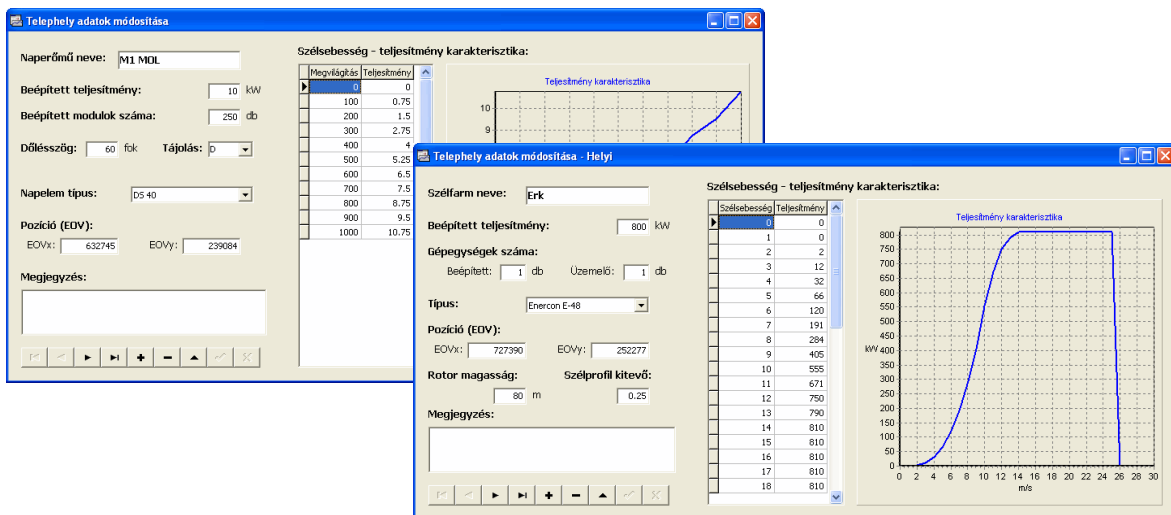 Telephely adatok módosítása
Naperőmű neve: M1 MOL
Beépített teljesítmény: 10 kW
Beépített modulok száma: 250 db
Dőlésszög: 60 fok Tájolás: D
Napelem típus: DS 40
Pozíció (EOV):
EOVx: 632745 EOVy: 239084
Megjegyzés:
Szélsebesség - teljesítmény karakterisztika:
Megvilágítás Teljesítmény
0 0
100 0.75
200 1.5
300 2.75
400 4
500 5.25
600 6.5
700 7.5
800 8.75
900 9.5
1000 10.75
Teljesítmény karakterisztika
10
9
Telephely adatok módosítása - Helyi
Szélfarm neve: Erk
Beépített teljesítmény: 800 kW
Gépegységek száma:
Beépített: 1 db Üzemelő: 1 db
Típus: Enercon E-48
Pozíció (EOV):
EOVx: 727390 EOVy: 252277
Rotor magasság: Szélprofil kitevő:
80 m 0.25
Megjegyzés:
Szélsebesség - teljesítmény karakterisztika:
Szélsebesség Teljesítmény
0 0
1 0
2 2
3 12
4 32
5 66
6 120
7 191
8 284
9 405
10 555
11 671
12 750
13 790
14 810
15 810
16 810
17 810
18 810
Teljesítmény karakterisztika
800
750
700
650
600
550
500
450
kW 400
350
300
250
200
150
100
50
0
0 2 4 6 8 10 12 14 16 18 20 22 24 26 28 30
m/s